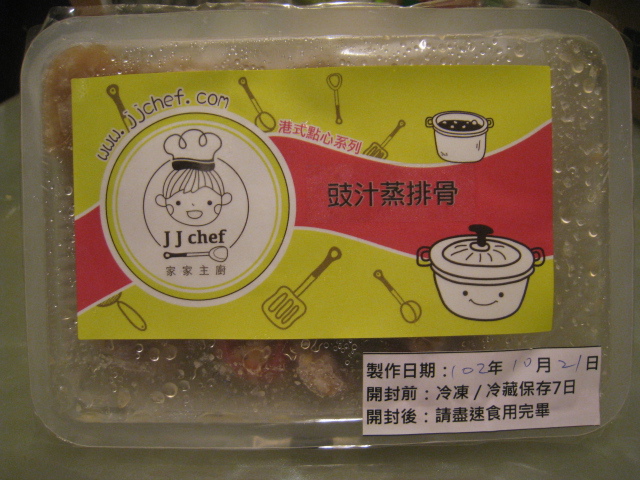 www.jjchef.com
港式點心系列
豉汁蒸排骨
J J chef
家家主廚
製作日期：102年10月21日
開封前：冷凍/冷藏保存7日
開封後：請盡速食用完畢